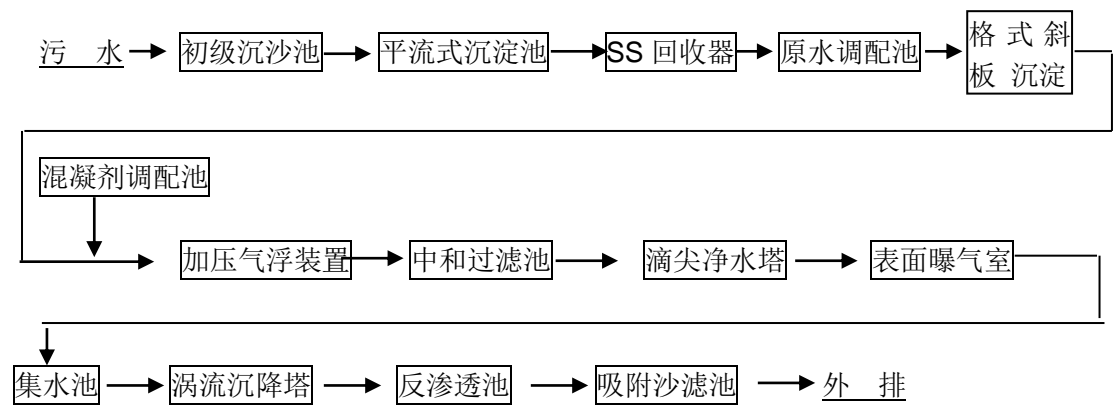 污 水 初级沉沙池 平流式沉淀池 SS 回收器 原水调配池 格 式 斜
板 沉淀
混凝剂调配池
加压气浮装置 中和过滤池 滴尖净水塔 表面曝气室
集水池 涡流沉降塔 反渗透池 吸附沙滤池 外 排